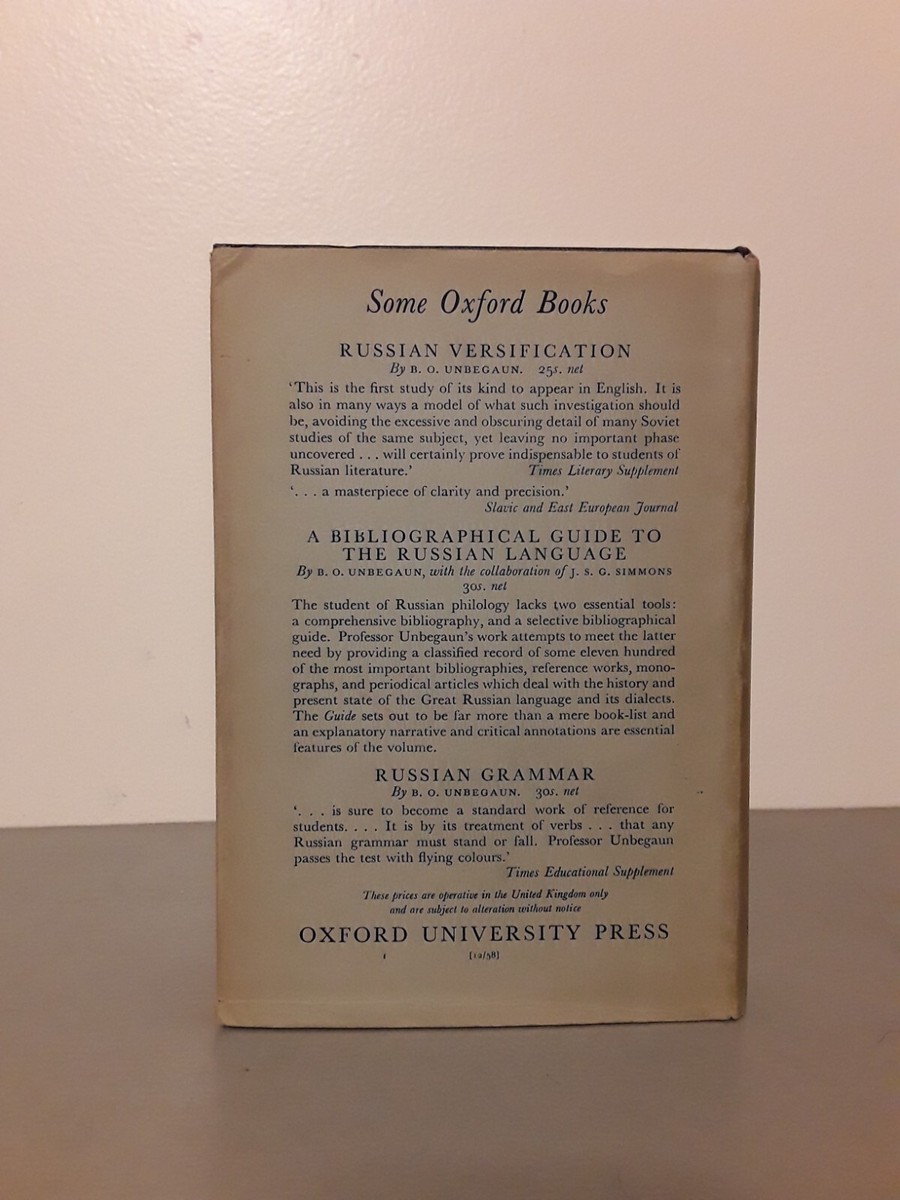 Some Oxford Books
RUSSIAN VERSIFICATION
By B. O. UNBEGAUN. 25s. net
‘This is the first study of its kind to appear in English. It is
also in many ways a model of what such investigation should
be, avoiding the excessive and obscuring detail of many Soviet
studies of the same subject, yet leaving no important phase
uncovered . . . will certainly prove indispensable to students of
Russian literature.’ Times Literary Supplement
‘. . . a masterpiece of clarity and precision.’
Slavic and East European Journal
A BIBLIOGRAPHICAL GUIDE TO
THE RUSSIAN LANGUAGE
By B. O. UNBEGAUN, with the collaboration of J. S. G. SIMMONS
30s. net
The student of Russian philology lacks two essential tools:
a comprehensive bibliography, and a selective bibliographical
guide. Professor Unbegaun’s work attempts to meet the latter
need by providing a classified record of some eleven hundred
of the most important bibliographies, reference works, mono-
graphs, and periodical articles which deal with the history and
present state of the Great Russian language and its dialects.
The Guide sets out to be far more than a mere book-list and
an explanatory narrative and critical annotations are essential
features of the volume.
RUSSIAN GRAMMAR
By B. O. UNBEGAUN. 30s. net
‘. . . is sure to become a standard work of reference for
students. . . . It is by its treatment of verbs . . . that any
Russian grammar must stand or fall. Professor Unbegaun
passes the test with flying colours.’
Times Educational Supplement
These prices are operative in the United Kingdom only
and are subject to alteration without notice
OXFORD UNIVERSITY PRESS
[12/58]